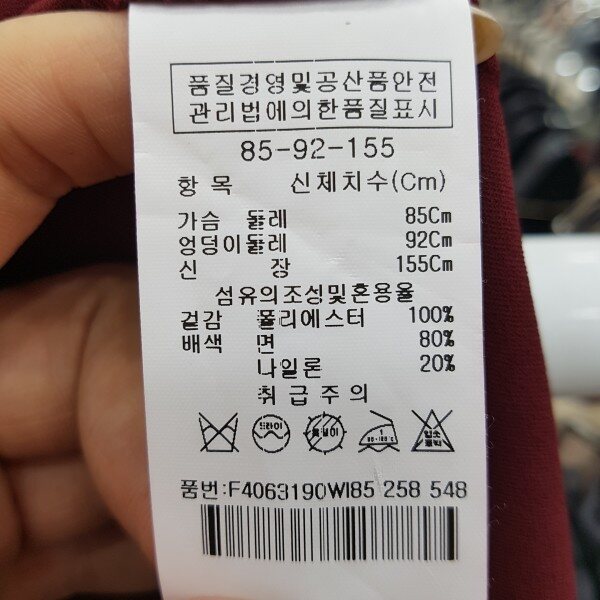 품질경영및공산품안전
관리법에의한품질표시
85-92-155
항 목 신체치수(Cm)
가슴 둘레 85Cm
엉덩이둘레 92Cm
신 장 155Cm
섬유의조성및혼용율
겉감 폴리에스터 100%
배색 면 80%
나일론 20%
취급주의
드라이
품번:F4063190WI85 258 548